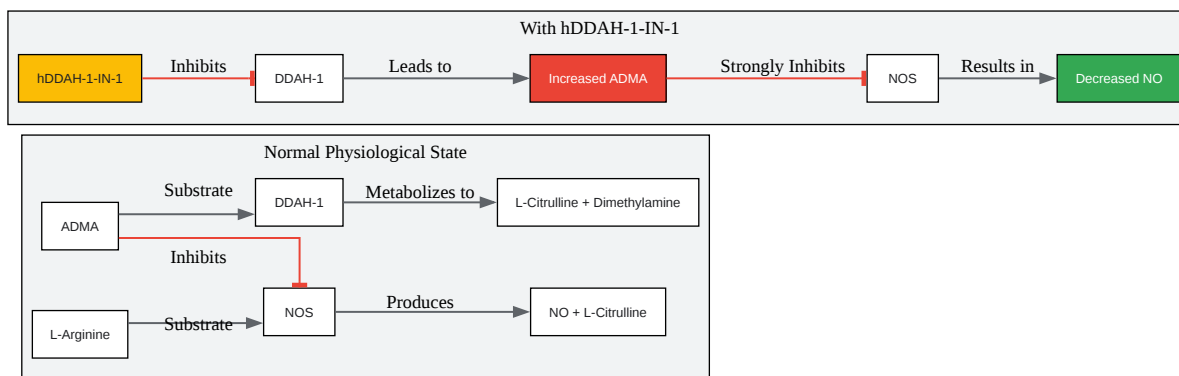 With hDDAH-1-IN-1
hDDAH-1-IN-1
Inhibits
DDAH-1
Leads to
Increased ADMA
Strongly Inhibits
NOS
Results in
Decreased NO
Normal Physiological State
ADMA
Substrate
DDAH-1
Metabolizes to
L-Citrulline + Dimethylamine
Inhibits
L-Arginine
Substrate
NOS
Produces
NO + L-Citrulline